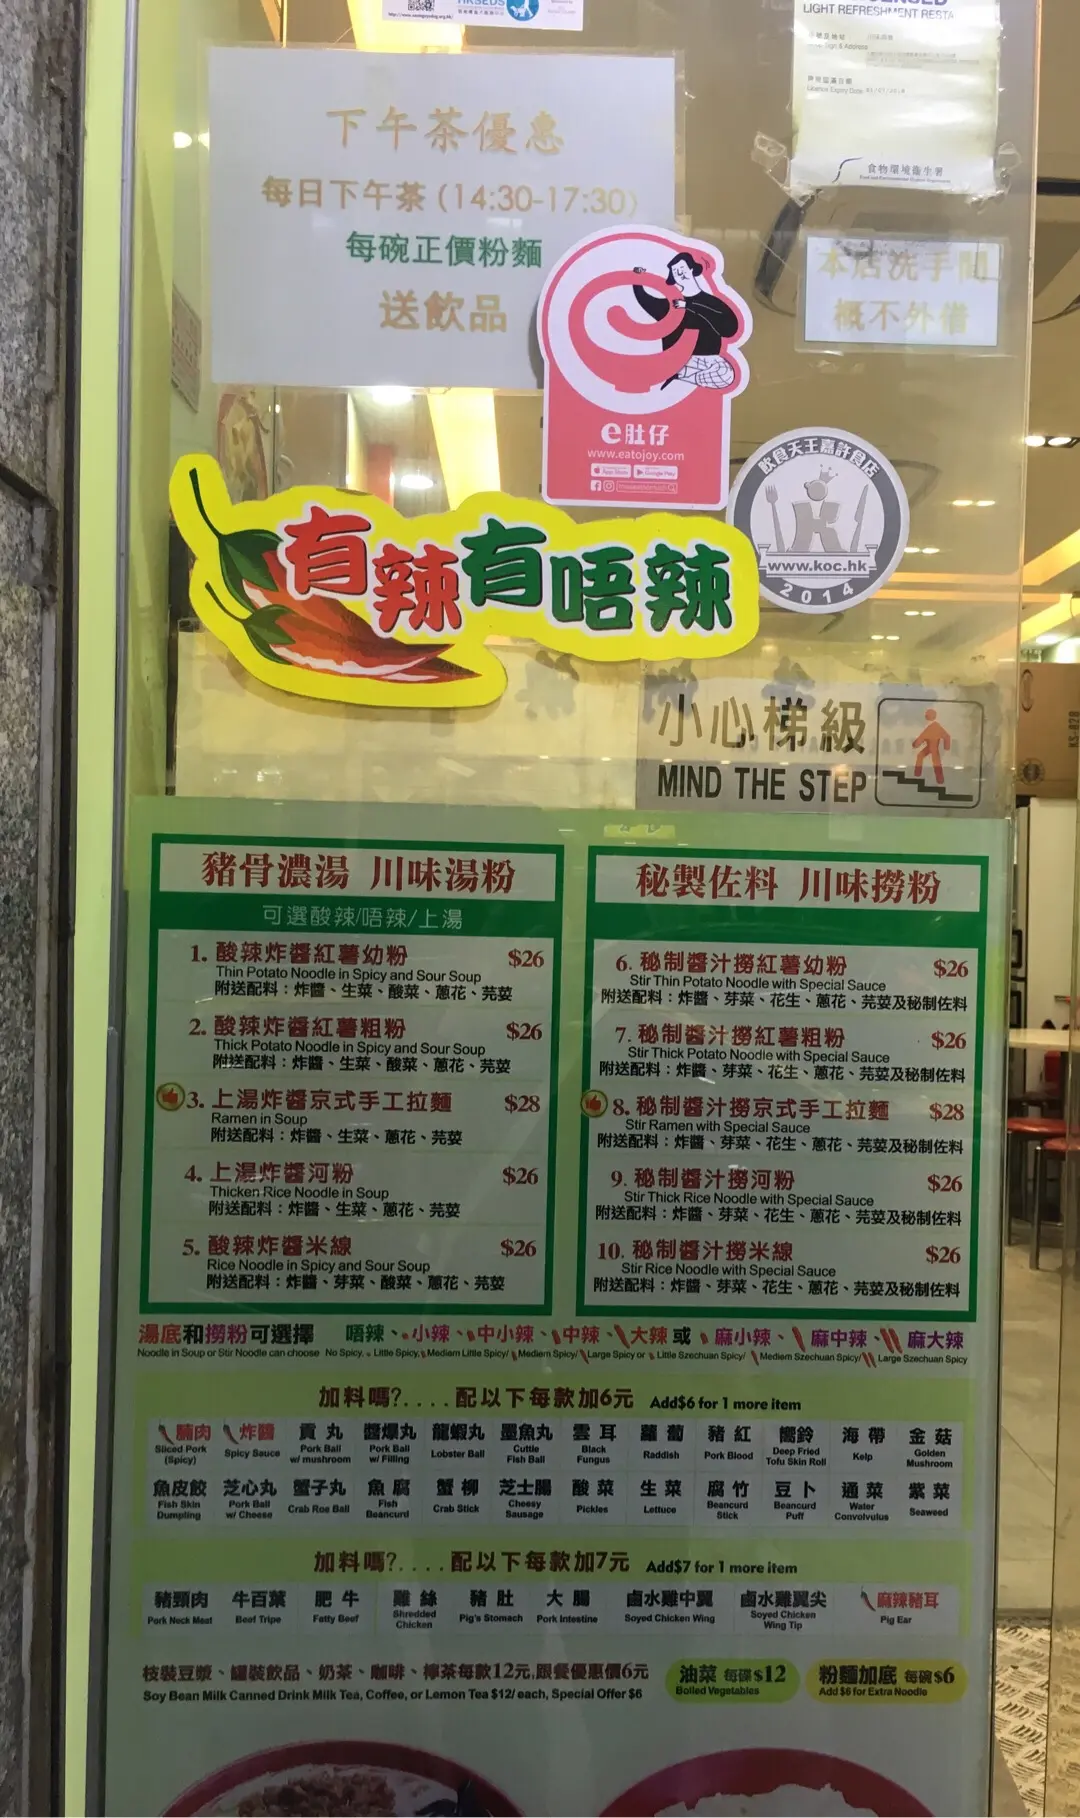 http://www.seeingeyedog.org.hk/
HKSEDS
LICENSED
LIGHT REFRESHMENT RESTA
食物環境衞生署
下午茶優惠
每日下午茶 (14:30-17:30)
每碗正價粉麵
送飲品
本店洗手間
概不外借
e肚仔
www.eatojoy.com
App Store
Google Play
飲食天王嘉許食店
K
www.koc.hk
2014
有辣有唔辣
小心梯級
MIND THE STEP
KS-828
豬骨濃湯 川味湯粉
可選酸辣/唔辣/上湯
1. 酸辣炸醬紅薯幼粉 $26
Thin Potato Noodle in Spicy and Sour Soup
附送配料：炸醬、生菜、酸菜、蔥花、芫荽
2. 酸辣炸醬紅薯粗粉 $26
Thick Potato Noodle in Spicy and Sour Soup
附送配料：炸醬、生菜、酸菜、蔥花、芫荽
3. 上湯炸醬京式手工拉麵 $28
Ramen in Soup
附送配料：炸醬、生菜、蔥花、芫荽
4. 上湯炸醬河粉 $26
Thicken Rice Noodle in Soup
附送配料：炸醬、生菜、蔥花、芫荽
5. 酸辣炸醬米線 $26
Rice Noodle in Spicy and Sour Soup
附送配料：炸醬、芽菜、酸菜、蔥花、芫荽
秘製佐料 川味撈粉
6. 秘制醬汁撈紅薯幼粉 $26
Stir Thin Potato Noodle with Special Sauce
附送配料：炸醬、芽菜、花生、蔥花、芫荽及秘制佐料
7. 秘制醬汁撈紅薯粗粉 $26
Stir Thick Potato Noodle with Special Sauce
附送配料：炸醬、芽菜、花生、蔥花、芫荽及秘制佐料
8. 秘制醬汁撈京式手工拉麵 $28
Stir Ramen with Special Sauce
附送配料：炸醬、芽菜、花生、蔥花、芫荽及秘制佐料
9. 秘制醬汁撈河粉 $26
Stir Thick Rice Noodle with Special Sauce
附送配料：炸醬、芽菜、花生、蔥花、芫荽及秘制佐料
10. 秘制醬汁撈米線 $26
Stir Rice Noodle with Special Sauce
附送配料：炸醬、芽菜、花生、蔥花、芫荽及秘制佐料
湯底和撈粉可選擇 唔辣、小辣、中小辣、中辣、大辣 或 麻小辣、麻中辣、麻大辣
Noodle in Soup or Stir Noodle can choose No Spicy, Little Spicy, Mediem Little Spicy/ Mediem Spicy/ Large Spicy or Little Szechuan Spicy/ Mediem Szechuan Spicy/ Large Szechuan Spicy
加料嗎?....配以下每款加6元 Add$6 for 1 more item
腩肉 炸醬 貢丸 醬爆丸 龍蝦丸 墨魚丸 雲耳 蘿蔔 豬紅 響鈴 海帶 金菇
Sliced Pork (Spicy) Spicy Sauce Pork Ball w/ mushroom Pork Ball w/ Filling Lobster Ball Cuttle Fish Ball Black Fungus Raddish Pork Blood Deep Fried Tofu Skin Roll Kelp Golden Mushroom
魚皮餃 芝心丸 蟹子丸 魚腐 蟹柳 芝士腸 酸菜 生菜 腐竹 豆卜 通菜 紫菜
Fish Skin Dumpling Pork Ball w/ Cheese Crab Roe Ball Fish Beancurd Crab Stick Cheesy Sausage Pickles Lettuce Beancurd Stick Beancurd Puff Water Convolvulus Seaweed
加料嗎?....配以下每款加7元 Add$7 for 1 more item
豬頸肉 牛百葉 肥牛 雞絲 豬肚 大腸 鹵水雞中翼 鹵水雞翼尖 麻辣豬耳
Pork Neck Meat Beef Tripe Fatty Beef Shredded Chicken Pig's Stomach Pork Intestine Soyed Chicken Wing Soyed Chicken Wing Tip Pig Ear
枝裝豆漿、罐裝飲品、奶茶、咖啡、檸茶每款12元,跟餐優惠價6元
Soy Bean Milk Canned Drink Milk Tea, Coffee, or Lemon Tea $12/ each, Special Offer $6
油菜 每碟$12
Boiled Vegetables
粉麵加底 每碗$6
Add $6 for Extra Noodle